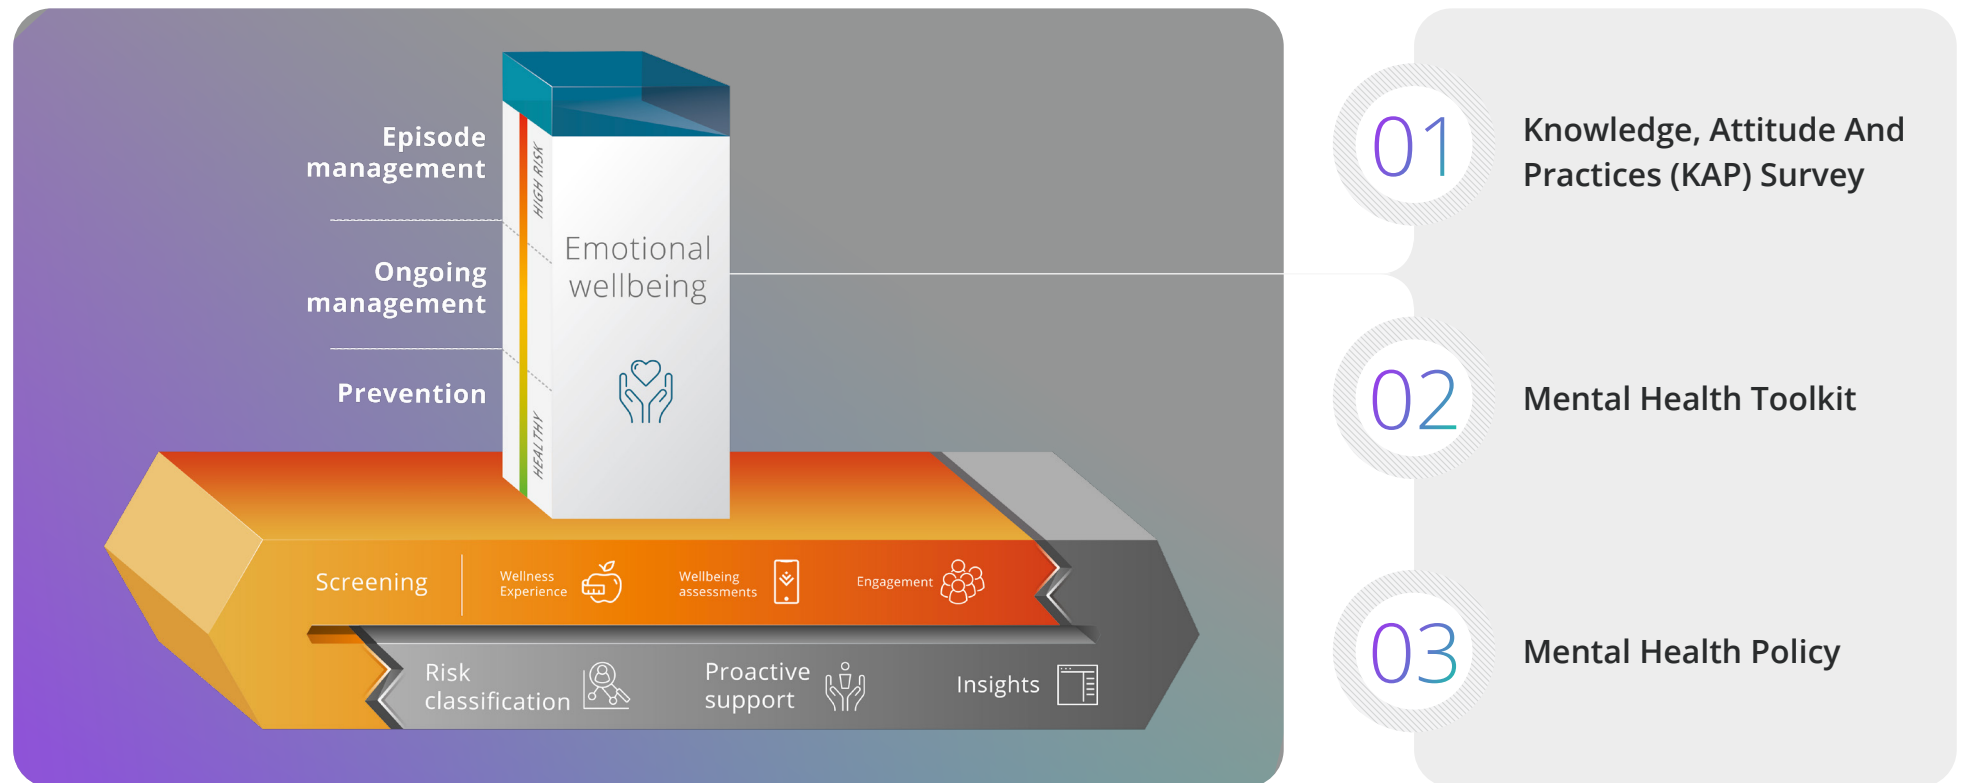 Episode
management
HIGH RISK
Ongoing
management
Prevention
HEALTHY
Emotional
wellbeing
Screening
Wellness
Experience
Wellbeing
assessments
Engagement
Risk
classification
Proactive
support
Insights
01
Knowledge, Attitude And
Practices (KAP) Survey
02
Mental Health Toolkit
03
Mental Health Policy